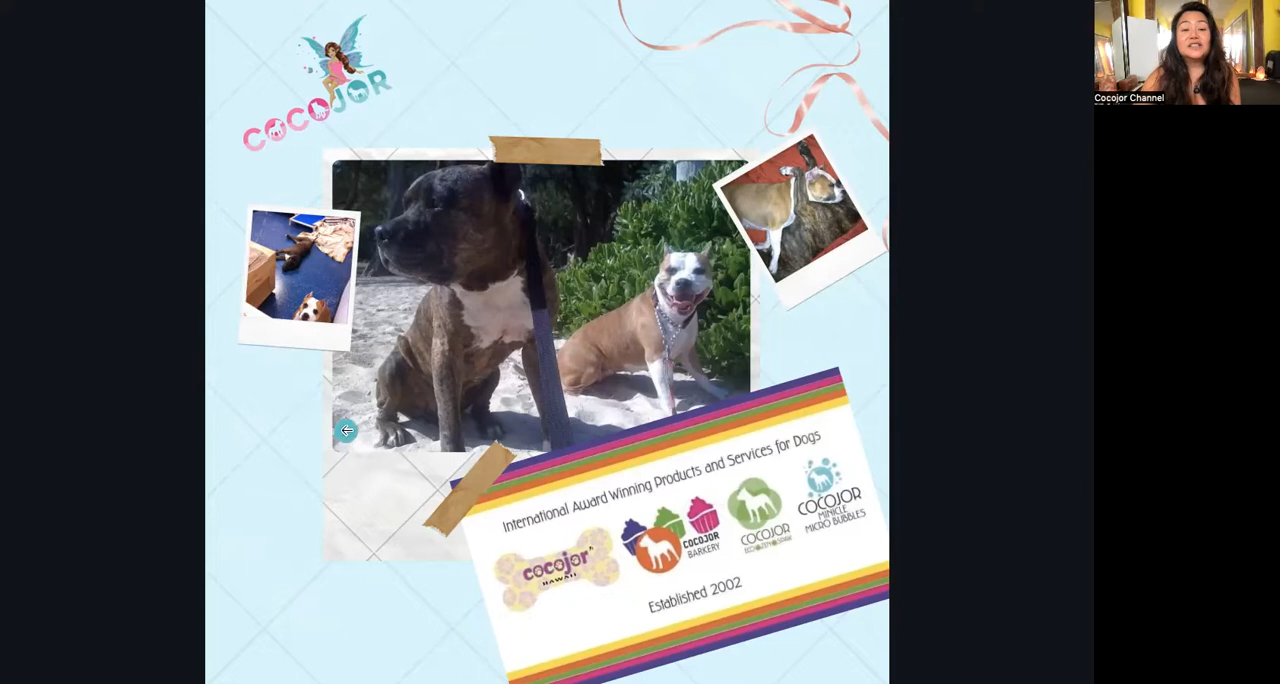 COCOJOR
Cocojor Channel
International Award Winning Products and Services for Dogs
cocojor®
HAWAII
COCOJOR
BARKERY
COCOJOR
COCOJOR
MINICLE
MICRO BUBBLES
Established 2002